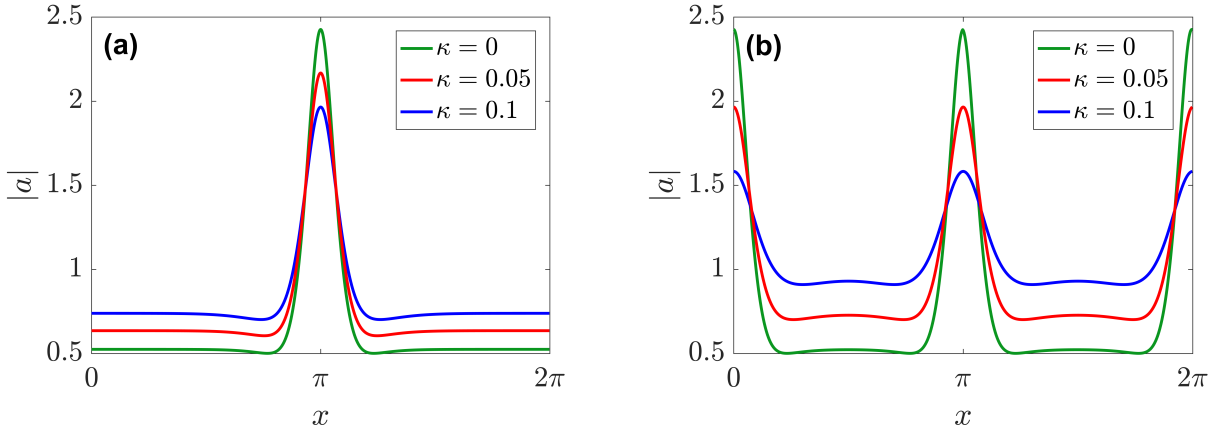 (a)
κ = 0
κ = 0.05
κ = 0.1
2.5
2
1.5
1
0.5
|a|
0
π
2π
x
(b)
κ = 0
κ = 0.05
κ = 0.1
2.5
2
1.5
1
0.5
|a|
0
π
2π
x